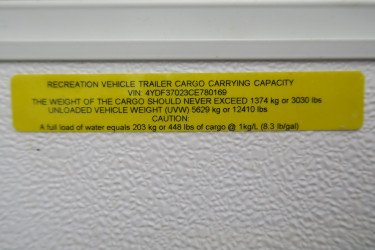 RECREATION VEHICLE TRAILER CARGO CARRYING CAPACITY
VIN: 4YDF37023CE780169
THE WEIGHT OF THE CARGO SHOULD NEVER EXCEED 1374 kg or 3030 lbs
UNLOADED VEHICLE WEIGHT (UVW) 5629 kg or 12410 lbs
CAUTION:
A full load of water equals 203 kg or 448 lbs of cargo @ 1kg/L (8.3 lb/gal)